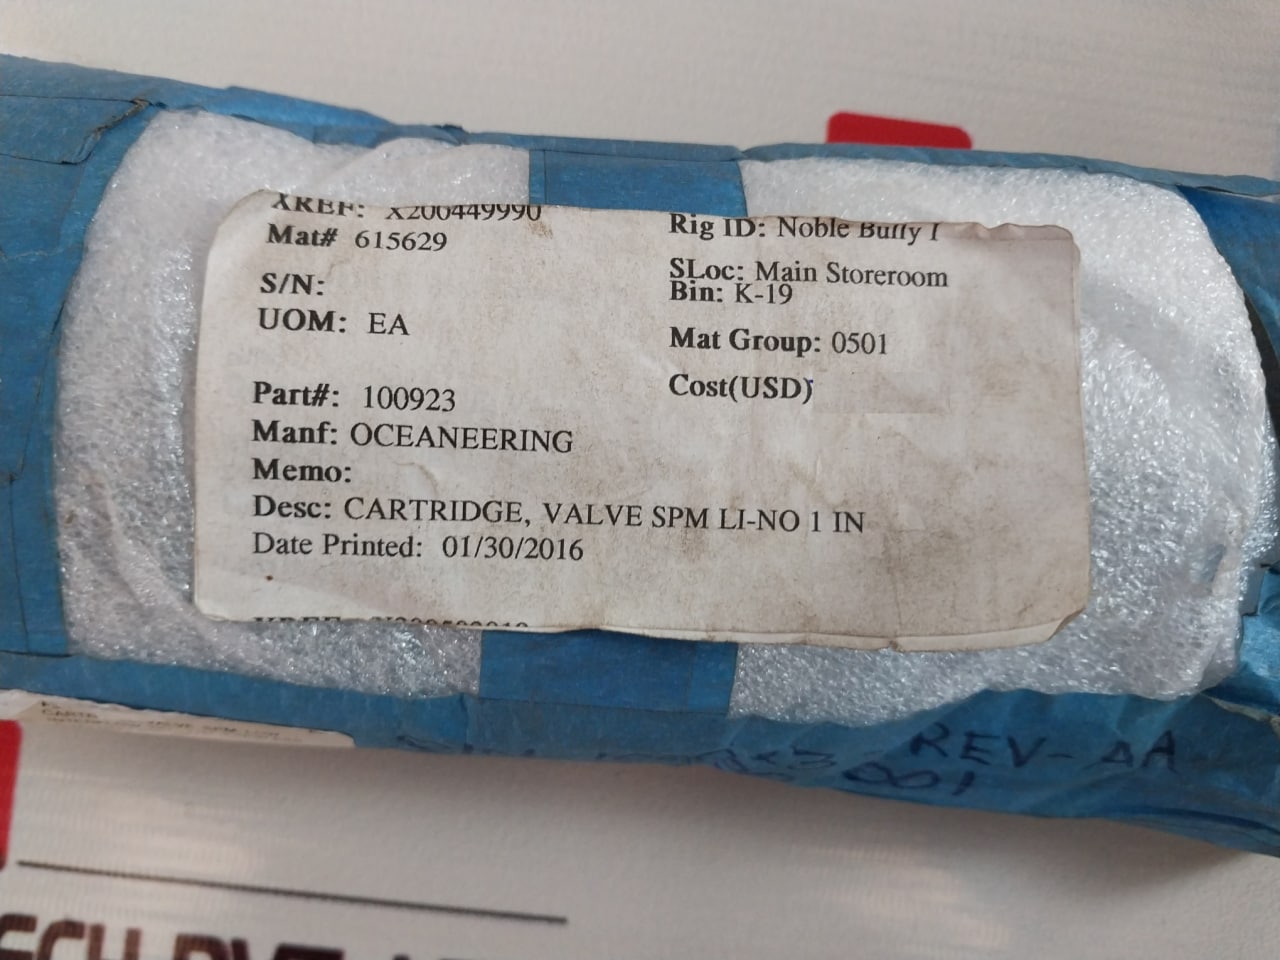 XREF: X200449990
Mat# 615629
S/N:
UOM: EA
Part#: 100923
Manf: OCEANEERING
Memo:
Desc: CARTRIDGE, VALVE SPM LI-NO 1 IN
Date Printed: 01/30/2016
Rig ID: Noble Bully I
SLoc: Main Storeroom
Bin: K-19
Mat Group: 0501
Cost(USD)
REV-AA
001